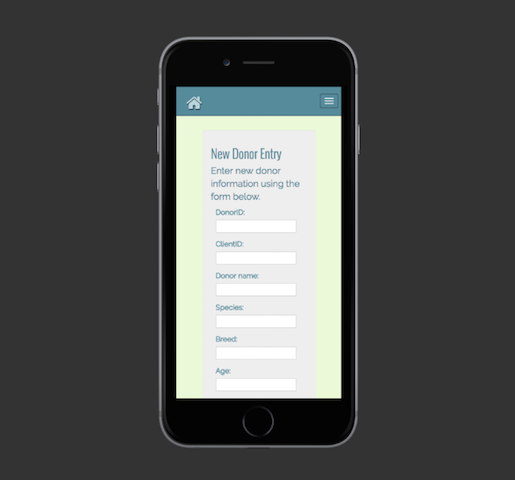 New Donor Entry
Enter new donor
information using the
form below.
DonorID:
ClientID:
Donor name:
Species:
Breed:
Age: